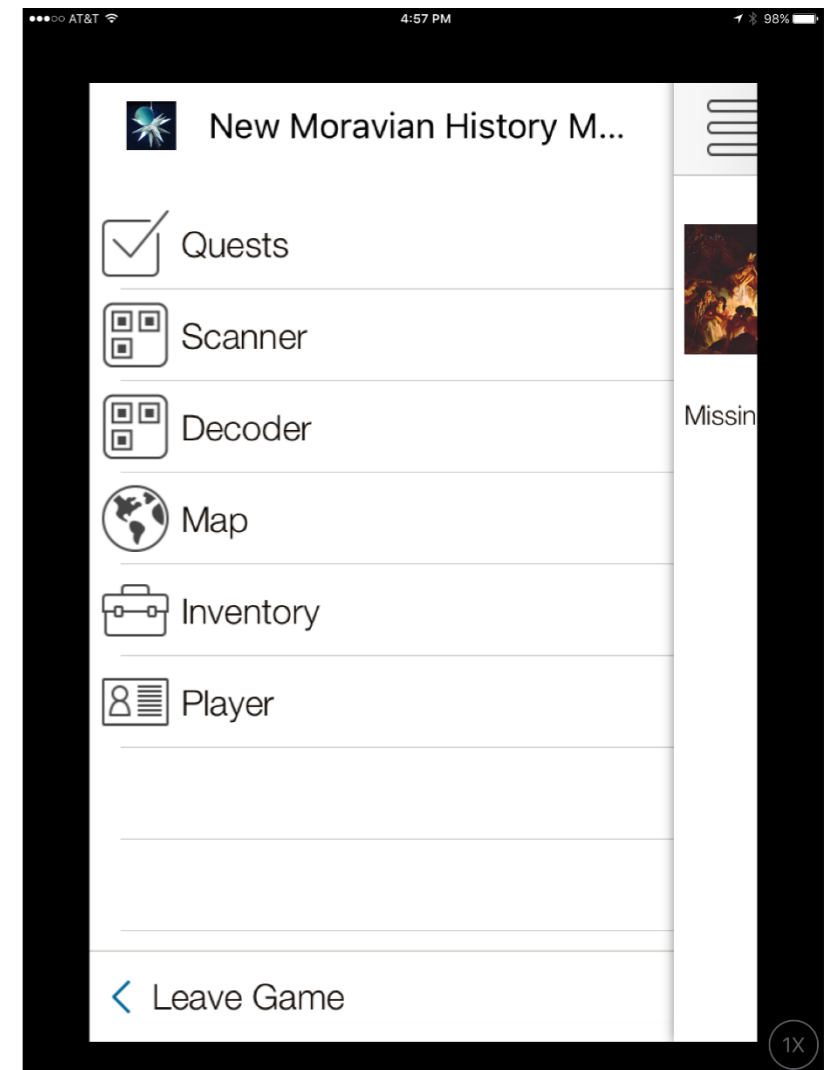 AT&T
4:57 PM
98%
New Moravian History M...
Quests
Scanner
Decoder
Map
Inventory
Player
Missin
Leave Game
1X